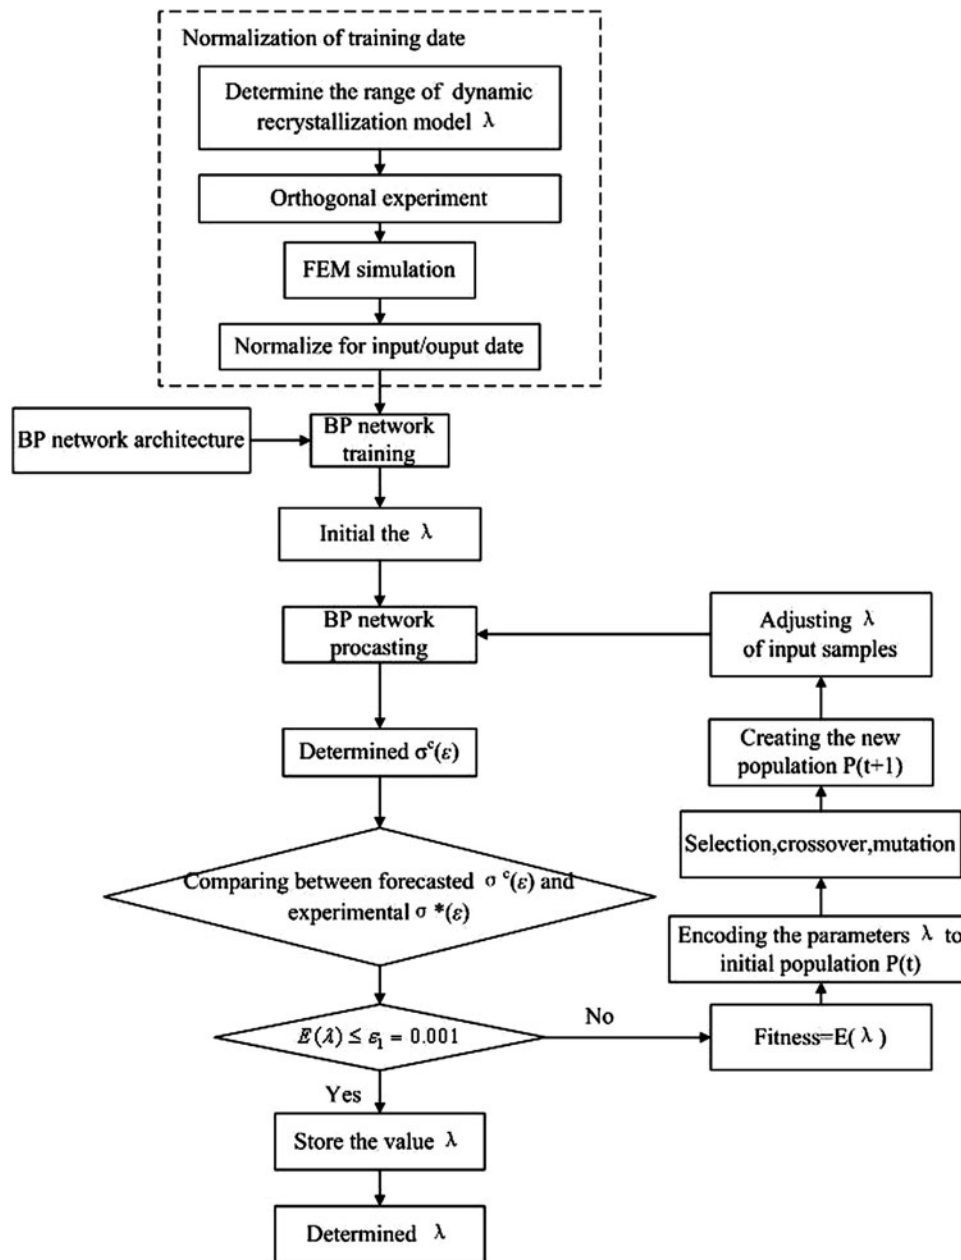 Normalization of training date
Determine the range of dynamic
recrystallization model λ
Orthogonal experiment
FEM simulation
Normalize for input/ouput date
BP network architecture
BP network
training
Initial the λ
BP network
procasting
Adjusting λ
of input samples
Determined σᶜ(ε)
Creating the new
population P(t+1)
Selection,crossover,mutation
Comparing between forecasted σ ᶜ(ε) and
experimental σ *(ε)
Encoding the parameters λ to
initial population P(t)
E(λ) ≤ ε₁ = 0.001
No
Fitness=E( λ )
Yes
Store the value λ
Determined λ